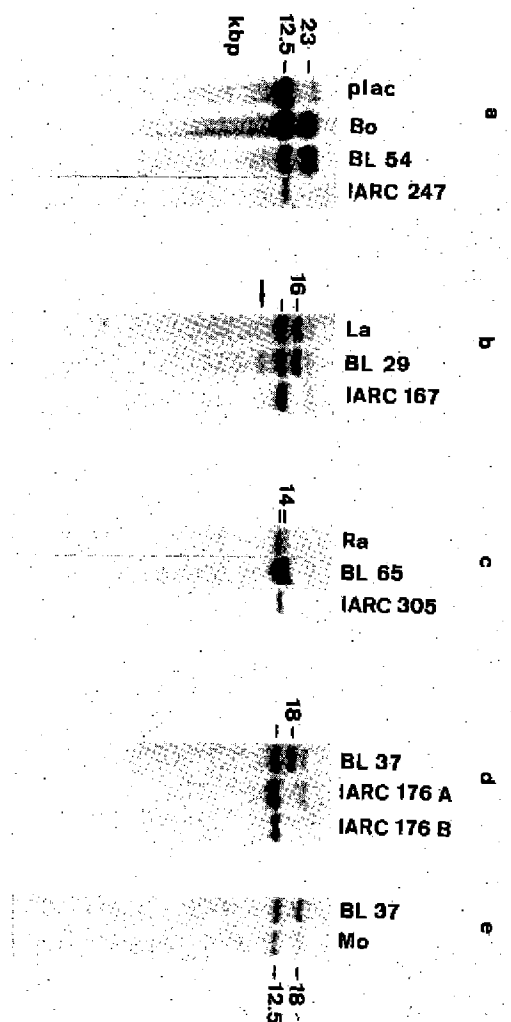 kbp
12.5 –
23 –
a
plac
Bo
BL 54
IARC 247
16 –
b
La
BL 29
IARC 167
14 =
c
Ra
BL 65
IARC 305
18 –
d
BL 37
IARC 176 A
IARC 176 B
e
BL 37
Mo
–18
–12.5